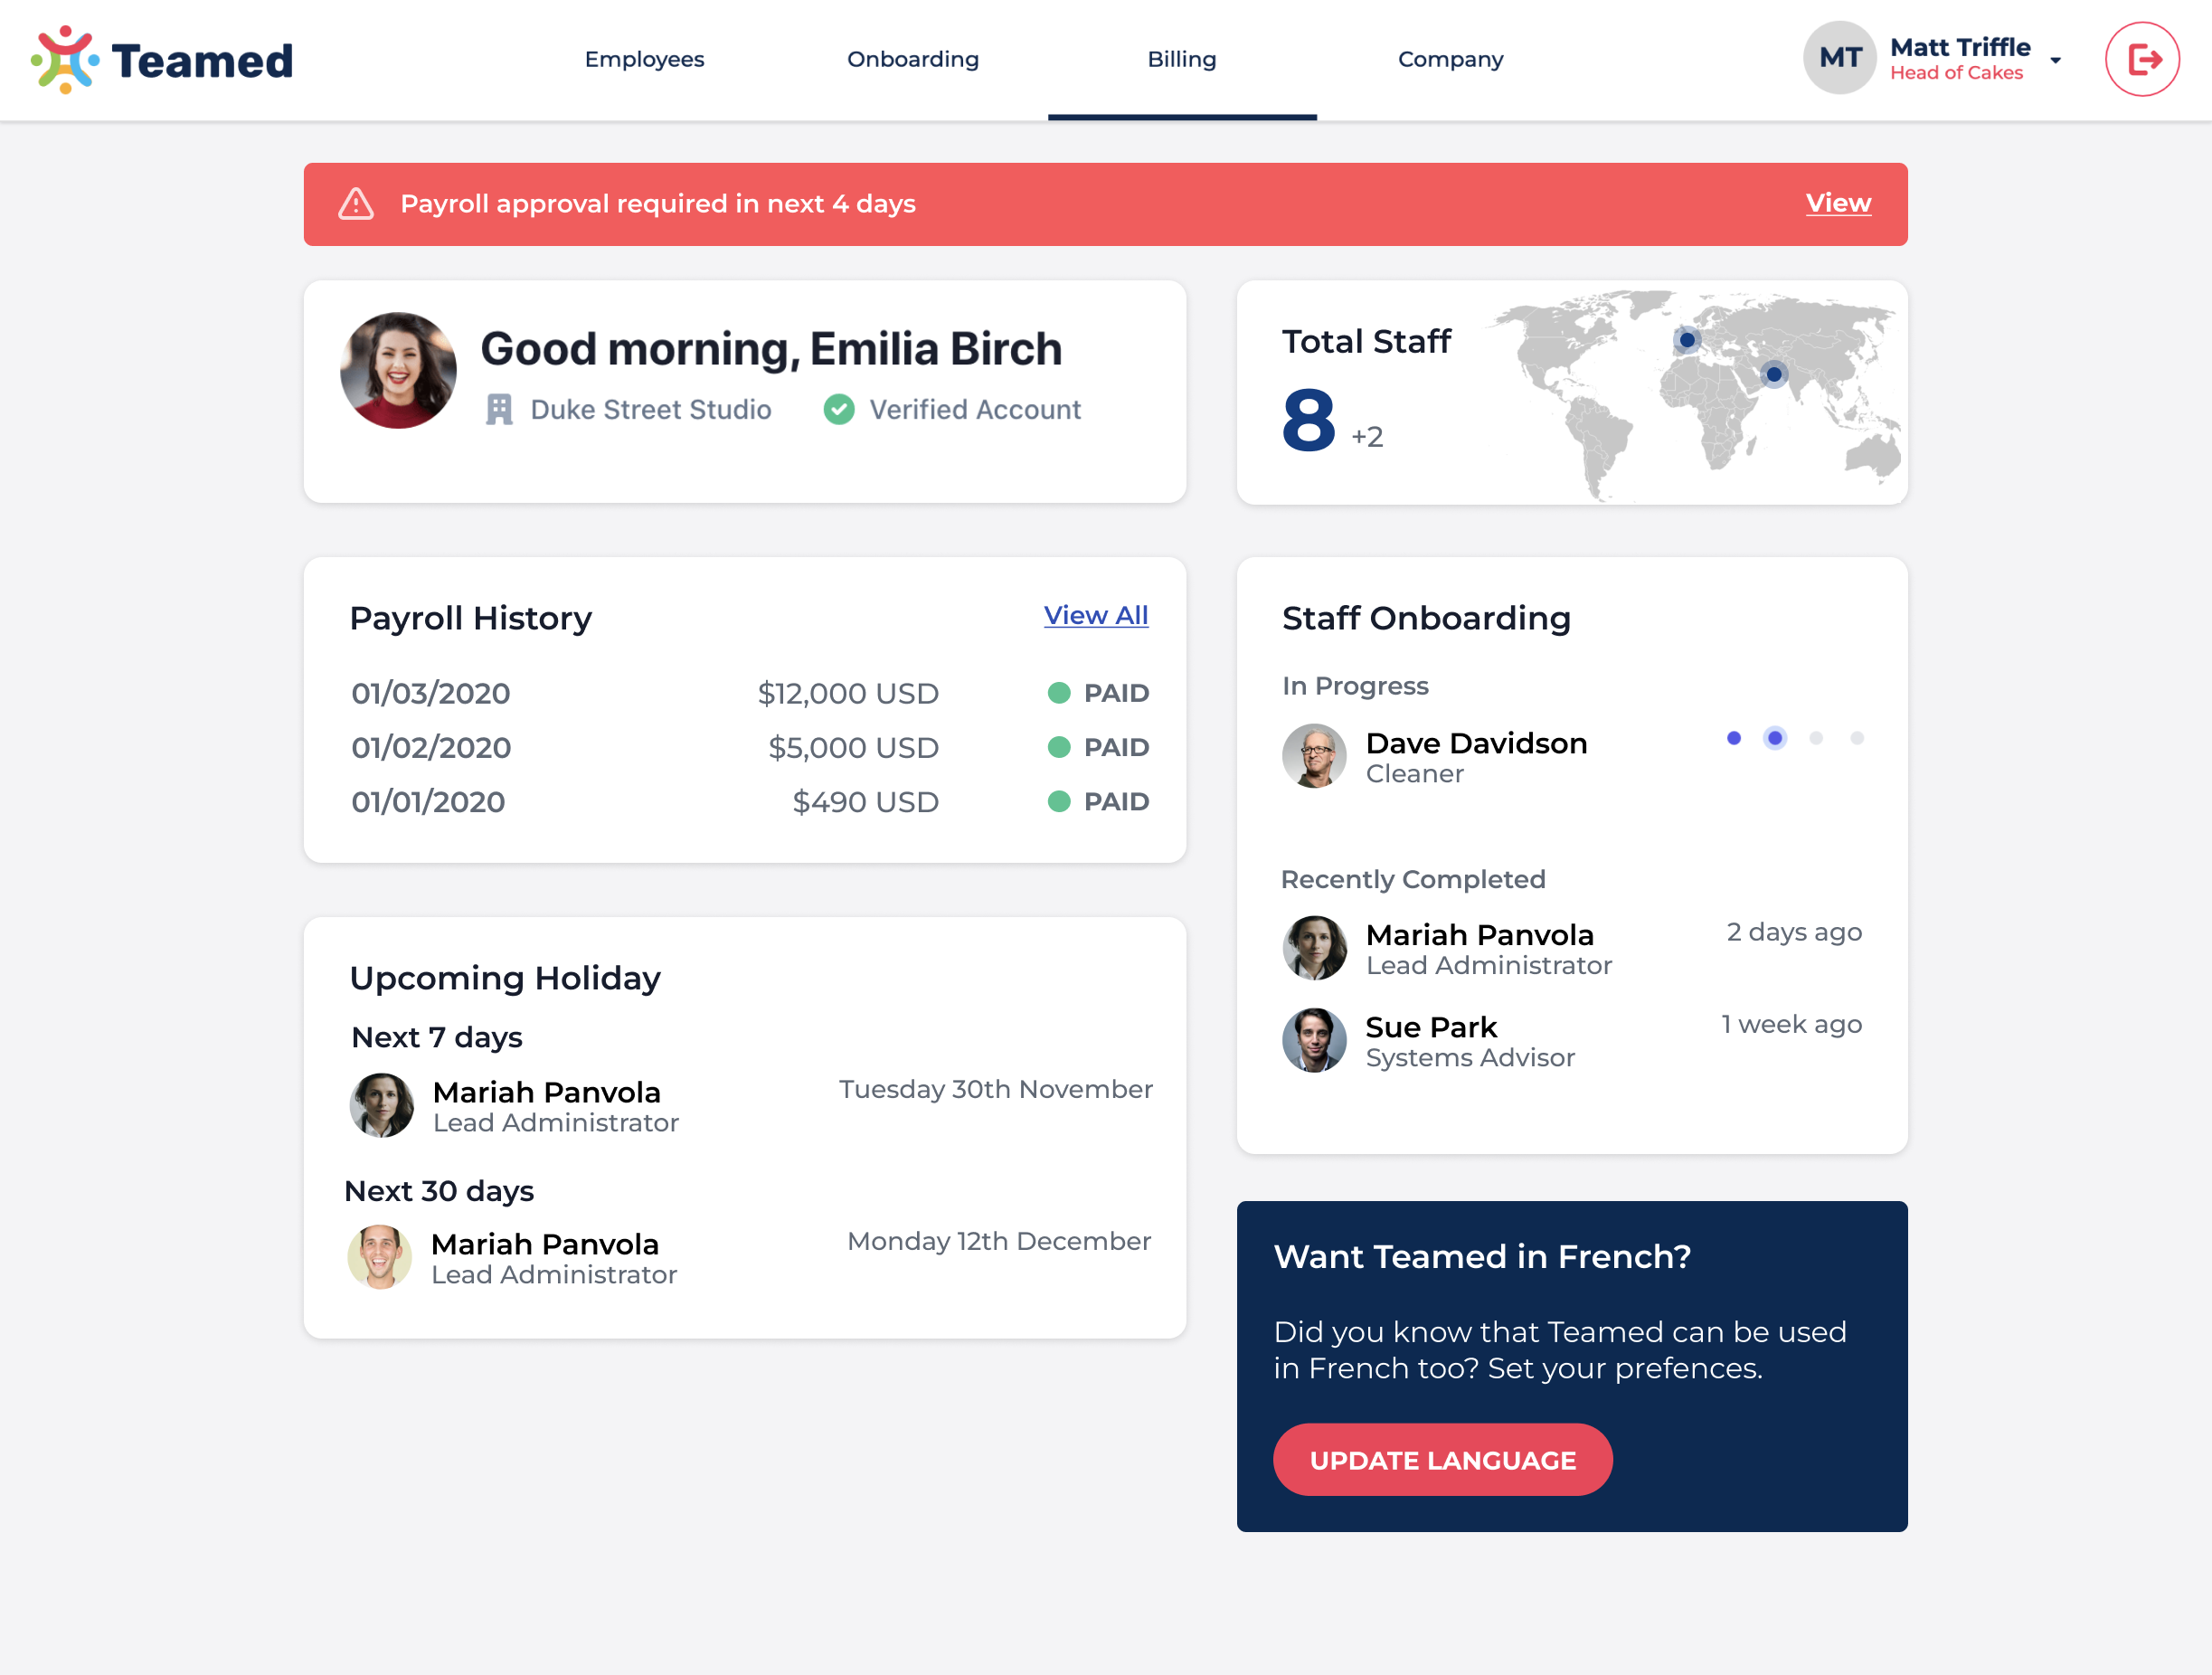 Teamed
Employees
Onboarding
Billing
Company
MT
Matt Triffle
Head of Cakes
Payroll approval required in next 4 days
View
Good morning, Emilia Birch
Duke Street Studio
Verified Account
Total Staff
8 +2
Payroll History
View All
01/03/2020 $12,000 USD PAID
01/02/2020 $5,000 USD PAID
01/01/2020 $490 USD PAID
Upcoming Holiday
Next 7 days
Mariah Panvola
Lead Administrator
Tuesday 30th November
Next 30 days
Mariah Panvola
Lead Administrator
Monday 12th December
Staff Onboarding
In Progress
Dave Davidson
Cleaner
Recently Completed
Mariah Panvola
Lead Administrator
2 days ago
Sue Park
Systems Advisor
1 week ago
Want Teamed in French?
Did you know that Teamed can be used
in French too? Set your prefences.
UPDATE LANGUAGE